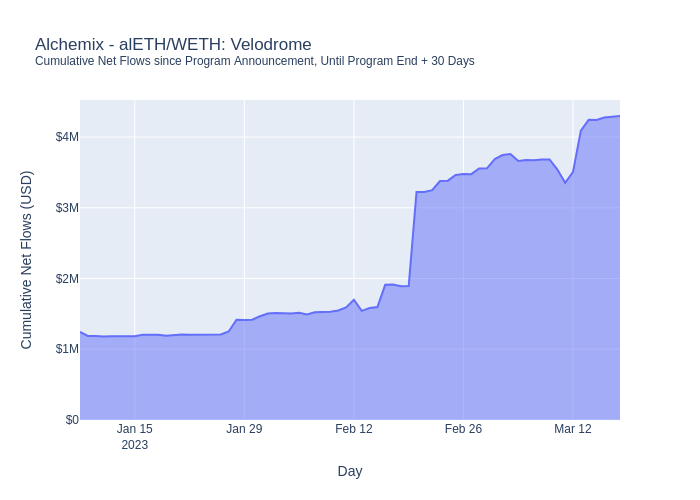 Alchemix - alETH/WETH: Velodrome
Cumulative Net Flows since Program Announcement, Until Program End + 30 Days
Cumulative Net Flows (USD)
$4M
$3M
$2M
$1M
$0
Jan 15
2023
Jan 29
Feb 12
Feb 26
Mar 12
Day